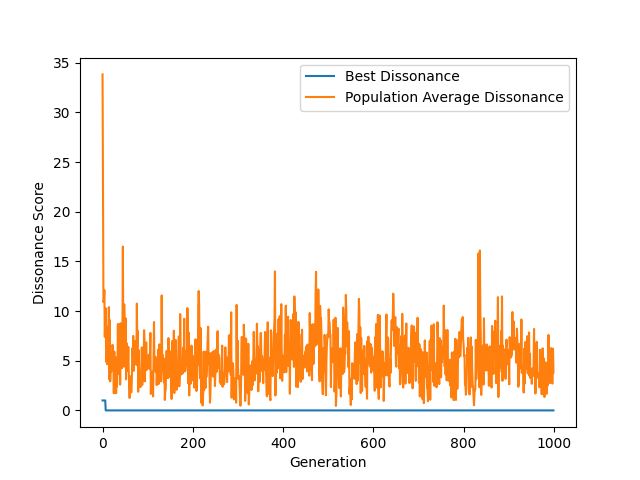 Best Dissonance
Population Average Dissonance
35
30
25
20
15
10
5
0
Dissonance Score
0 200 400 600 800 1000
Generation